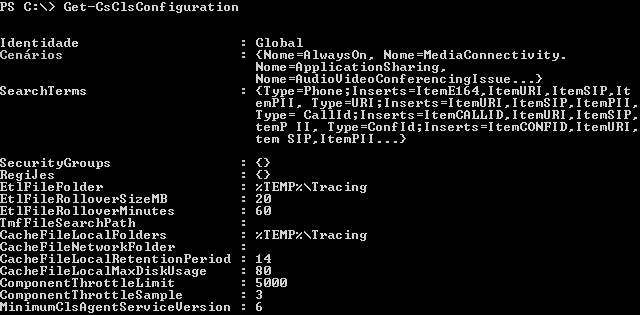 PS C:\> Get-CsClsConfiguration
Identidade : Global
Cenários : {Nome=AlwaysOn, Nome=MediaConnectivity.
Nome=ApplicationSharing,
Nome=AudioVideoConferencingIssue...}
SearchTerms : {Type=Phone;Inserts=ItemE164,ItemURI,ItemSIP,It
emPII, Type=URI;Inserts=ItemURI,ItemSIP,ItemPII,
Type= CallId;Inserts=ItemCALLID,ItemURI,ItemSIP,I
temP II, Type=ConfId;Inserts=ItemCONFID,ItemURI,I
tem SIP,ItemPII...}
SecurityGroups : {}
RegiJes : {}
EtlFileFolder : %TEMP%\Tracing
EtlFileRolloverSizeMB : 20
EtlFileRolloverMinutes : 60
TmfFileSearchPath :
CacheFileLocalFolders : %TEMP%\Tracing
CacheFileNetworkFolder :
CacheFileLocalRetentionPeriod : 14
CacheFileLocalMaxDiskUsage : 80
ComponentThrottleLimit : 5000
ComponentThrottleSample : 3
MinimumClsAgentServiceVersion : 6